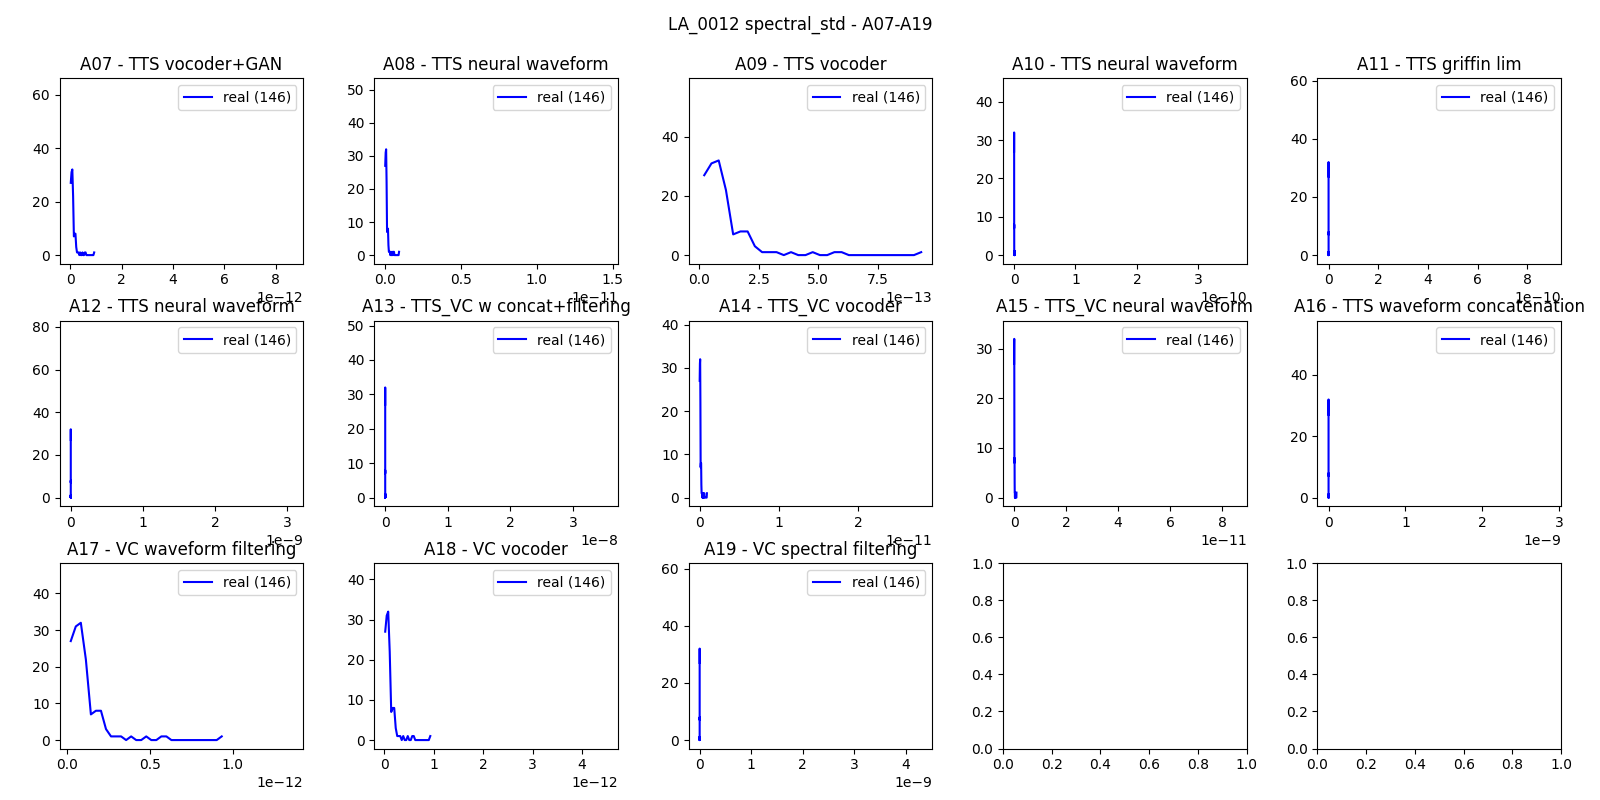 LA_0012 spectral_std - A07-A19
A07 - TTS vocoder+GAN
real (146)
60
40
20
0
0 2 4 6 8
1e−12
A08 - TTS neural waveform
real (146)
50
40
30
20
10
0
0.0 0.5 1.0 1.5
1e−11
A09 - TTS vocoder
real (146)
40
20
0
0.0 2.5 5.0 7.5
1e−13
A10 - TTS neural waveform
real (146)
40
30
20
10
0
0 1 2 3
1e−10
A11 - TTS griffin lim
real (146)
60
40
20
0
0 2 4 6 8
1e−10
A12 - TTS neural waveform
real (146)
80
60
40
20
0
0 1 2 3
1e−9
A13 - TTS_VC w concat+filtering
real (146)
50
40
30
20
10
0
0 1 2 3
1e−8
A14 - TTS_VC vocoder
real (146)
40
30
20
10
0
0 1 2
1e−11
A15 - TTS_VC neural waveform
real (146)
30
20
10
0
0 2 4 6 8
1e−11
A16 - TTS waveform concatenation
real (146)
40
20
0
0 1 2 3
1e−9
A17 - VC waveform filtering
real (146)
40
30
20
10
0
0.0 0.5 1.0
1e−12
A18 - VC vocoder
real (146)
40
30
20
10
0
0 1 2 3 4
1e−12
A19 - VC spectral filtering
real (146)
60
40
20
0
0 1 2 3 4
1e−9
1.0
0.8
0.6
0.4
0.2
0.0
0.0 0.2 0.4 0.6 0.8 1.0
1.0
0.8
0.6
0.4
0.2
0.0
0.0 0.2 0.4 0.6 0.8 1.0